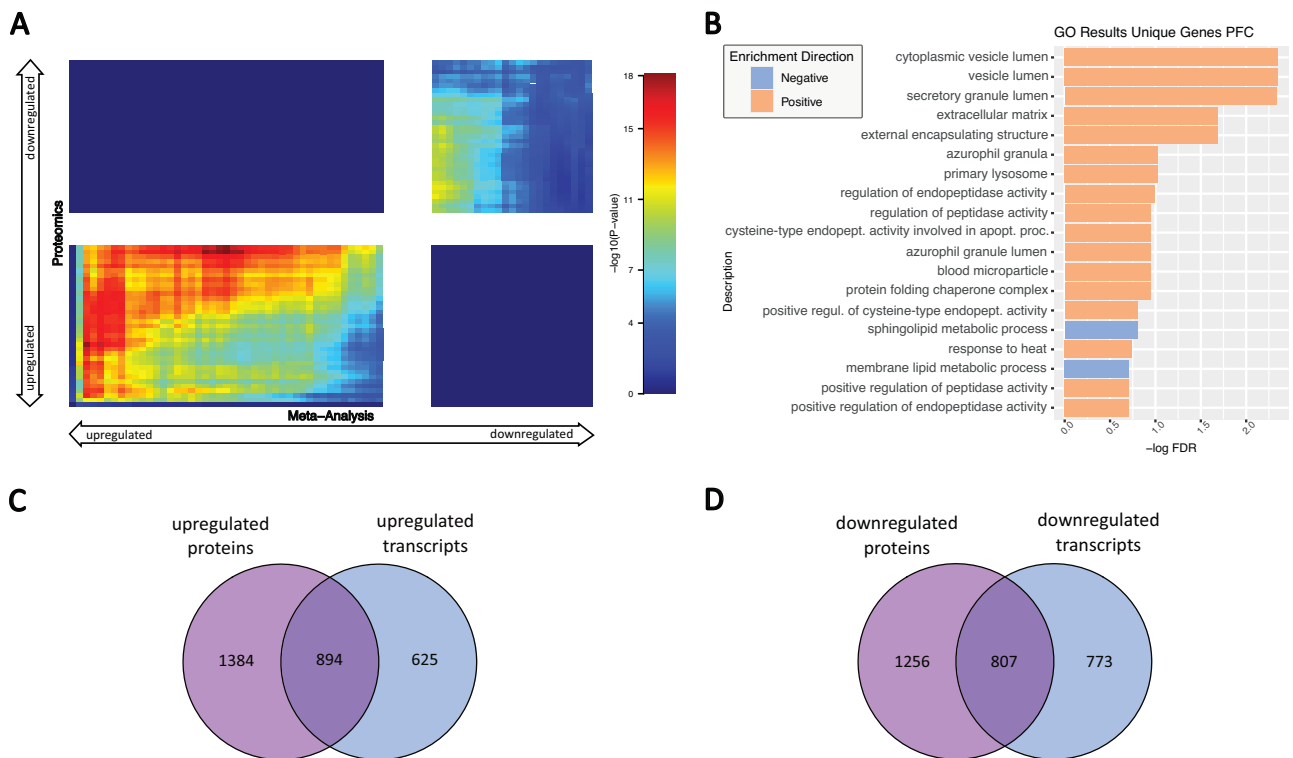 A
downregulated
Proteomics
upregulated
Meta−Analysis
upregulated
downregulated
18
15
11
7
4
0
−log10(P−value)
B
GO Results Unique Genes PFC
Enrichment Direction
Negative
Positive
cytoplasmic vesicle lumen
vesicle lumen
secretory granule lumen
extracellular matrix
external encapsulating structure
azurophil granula
primary lysosome
regulation of endopeptidase activity
regulation of peptidase activity
cysteine-type endopept. activity involved in apopt. proc.
azurophil granule lumen
blood microparticle
protein folding chaperone complex
positive regul. of cysteine-type endopept. activity
sphingolipid metabolic process
response to heat
membrane lipid metabolic process
positive regulation of peptidase activity
positive regulation of endopeptidase activity
Description
0.0
0.5
1.0
1.5
2.0
−log FDR
C
upregulated
proteins
upregulated
transcripts
1384
894
625
D
downregulated
proteins
downregulated
transcripts
1256
807
773